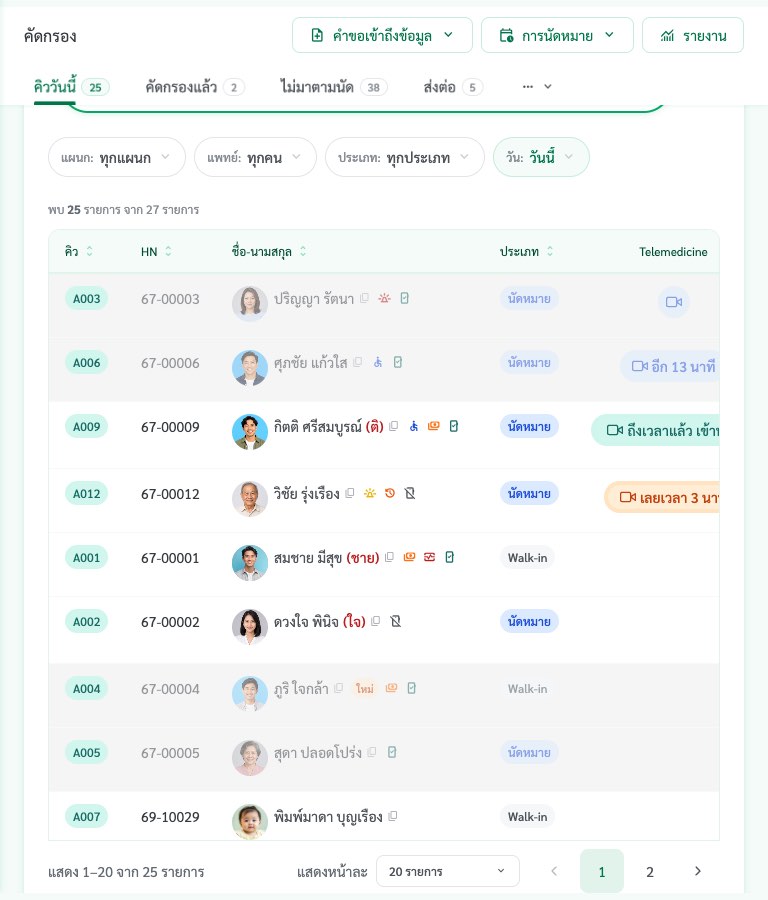 คัดกรอง คำขอเข้าถึงข้อมูล การนัดหมาย รายงาน
คิววันนี้ 25 คัดกรองแล้ว 2 ไม่มาตามนัด 38 ส่งต่อ 5 ...
แผนก: ทุกแผนก แพทย์: ทุกคน ประเภท: ทุกประเภท วัน: วันนี้
พบ 25 รายการ จาก 27 รายการ
คิว HN ชื่อ-นามสกุล ประเภท Telemedicine
A003 67-00003 ปริญญา รัตนา นัดหมาย
A006 67-00006 ศุภชัย แก้วใส นัดหมาย อีก 13 นาที
A009 67-00009 กิตติ ศรีสมบูรณ์ (ติ) นัดหมาย ถึงเวลาแล้ว
A012 67-00012 วิชัย รุ่งเรือง นัดหมาย เลยเวลา 3
A001 67-00001 สมชาย มีสุข (ชาย) Walk-in
A002 67-00002 ดวงใจ พินิจ (ใจ) นัดหมาย
A004 67-00004 ภูริ ใจกล้า ใหม่ Walk-in
A005 67-00005 สุดา ปลอดโปร่ง นัดหมาย
A007 69-10029 พิมพ์มาดา บุญเรือง Walk-in
แสดง 1–20 จาก 25 รายการ แสดงหน้าละ 20 รายการ 1 2